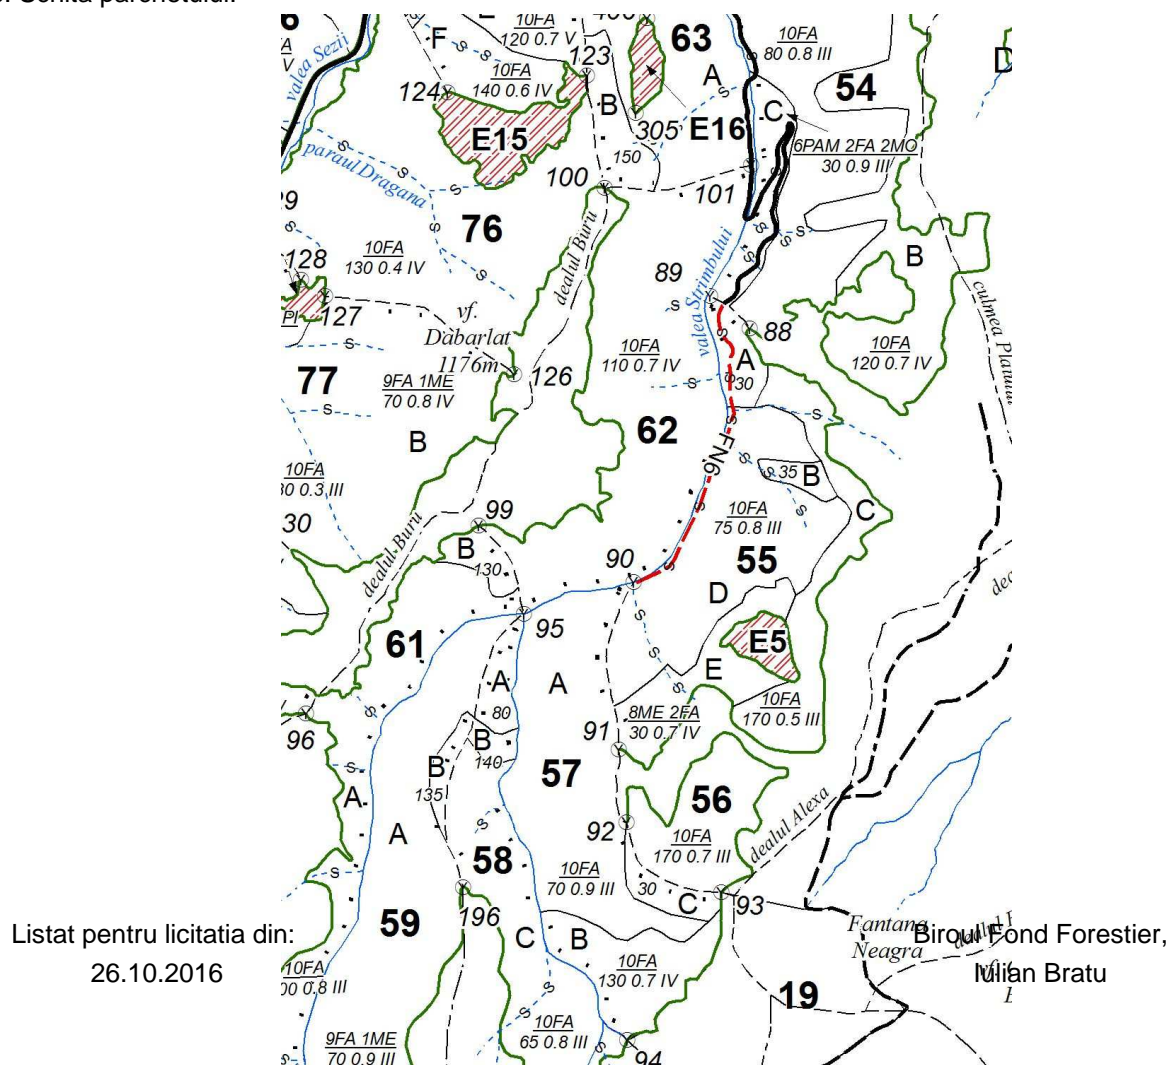 Schita parchetului.
6
valea Sezii
F
10FA
120 0.7 V
63
10FA
80 0.8 III
D
123
A
54
124
10FA
140 0.6 IV
B
C
E15
305
E16
6PAM 2FA 2MO
30 0.9 III
paraul Dragana
150
100
101
76
dealul Buru
valea Strimbului
B
10FA
130 0.4 IV
128
89
culmea Platului
127
vf.
Dabarlat
1176m
88
10FA
110 0.7 IV
10FA
120 0.7 IV
77
9FA 1ME
70 0.8 IV
126
A
30
62
B
FN6
10FA
30 0.3 III
35
B
99
10FA
75 0.8 III
C
30
B
dealul Buru
130
90
55
D
95
61
E5
A
A
E
80
8ME 2FA
30 0.7 IV
10FA
170 0.5 III
96
91
B
140
B
135
57
A
56
A
92
dealul Alexa
10FA
170 0.7 III
58
10FA
70 0.9 III
30
C
93
59
196
Fantana
Neagra
Listat pentru licitatia din:
26.10.2016
Biroul Fond Forestier,
Iulian Bratu
C
B
10FA
00 0.8 III
10FA
130 0.7 IV
19
9FA 1ME
70 0.9 III
10FA
65 0.8 III
94